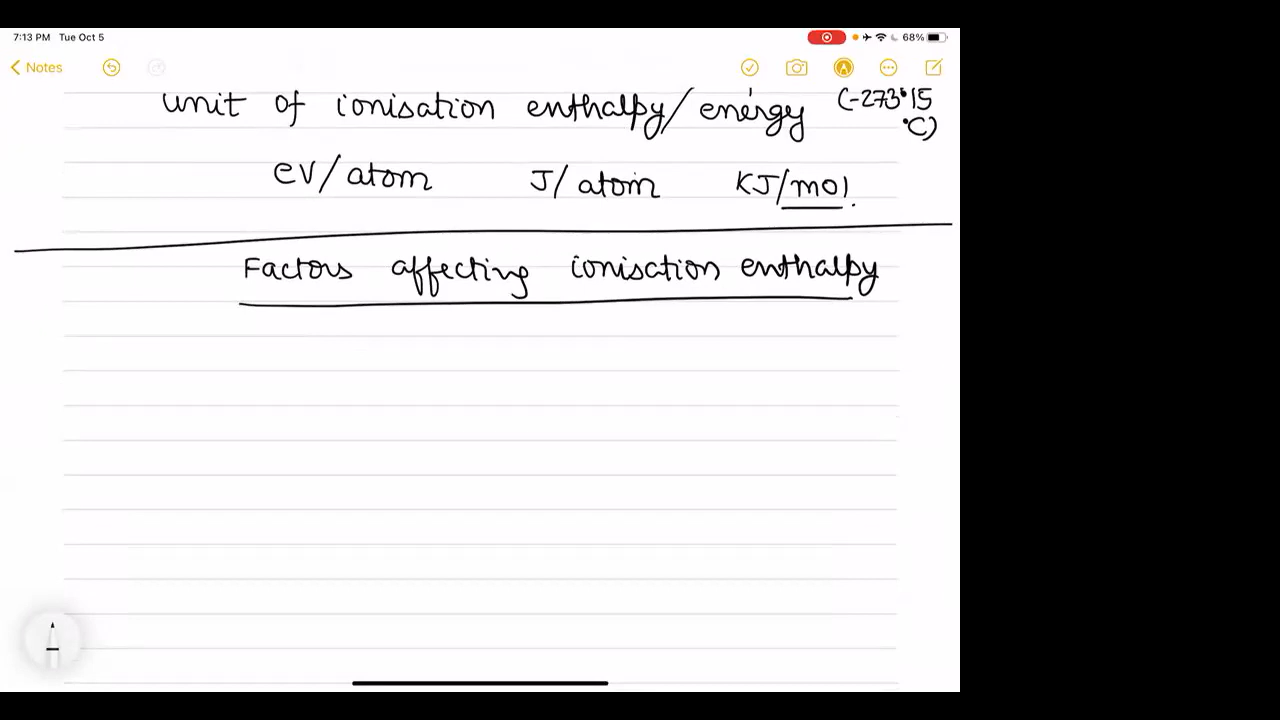 7:13 PM Tue Oct 5
68%
Notes
unit of ionisation enthalpy/energy (-273.15
°C)
ev/atom J/atom KJ/mol.
Factors affecting ionisation enthalpy